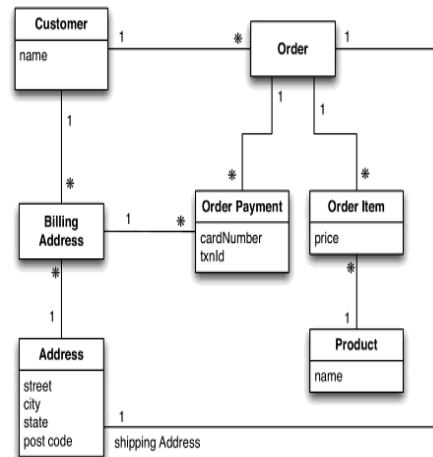 Customer
name
1
*
Order
1
1
*
1
1
*
*
Billing
Address
1
*
Order Payment
cardNumber
txnId
Order Item
price
*
1
*
1
Product
name
Address
street
city
state
post code
1
shipping Address